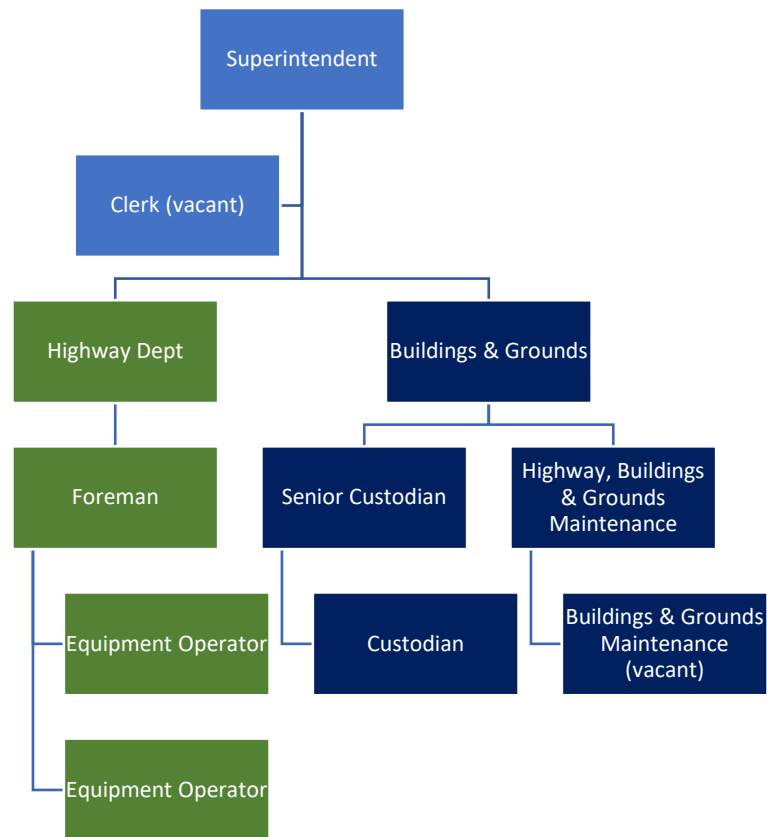 Superintendent
Clerk (vacant)
Highway Dept
Buildings & Grounds
Foreman
Senior Custodian
Highway, Buildings
& Grounds
Maintenance
Equipment Operator
Custodian
Buildings & Grounds
Maintenance
(vacant)
Equipment Operator